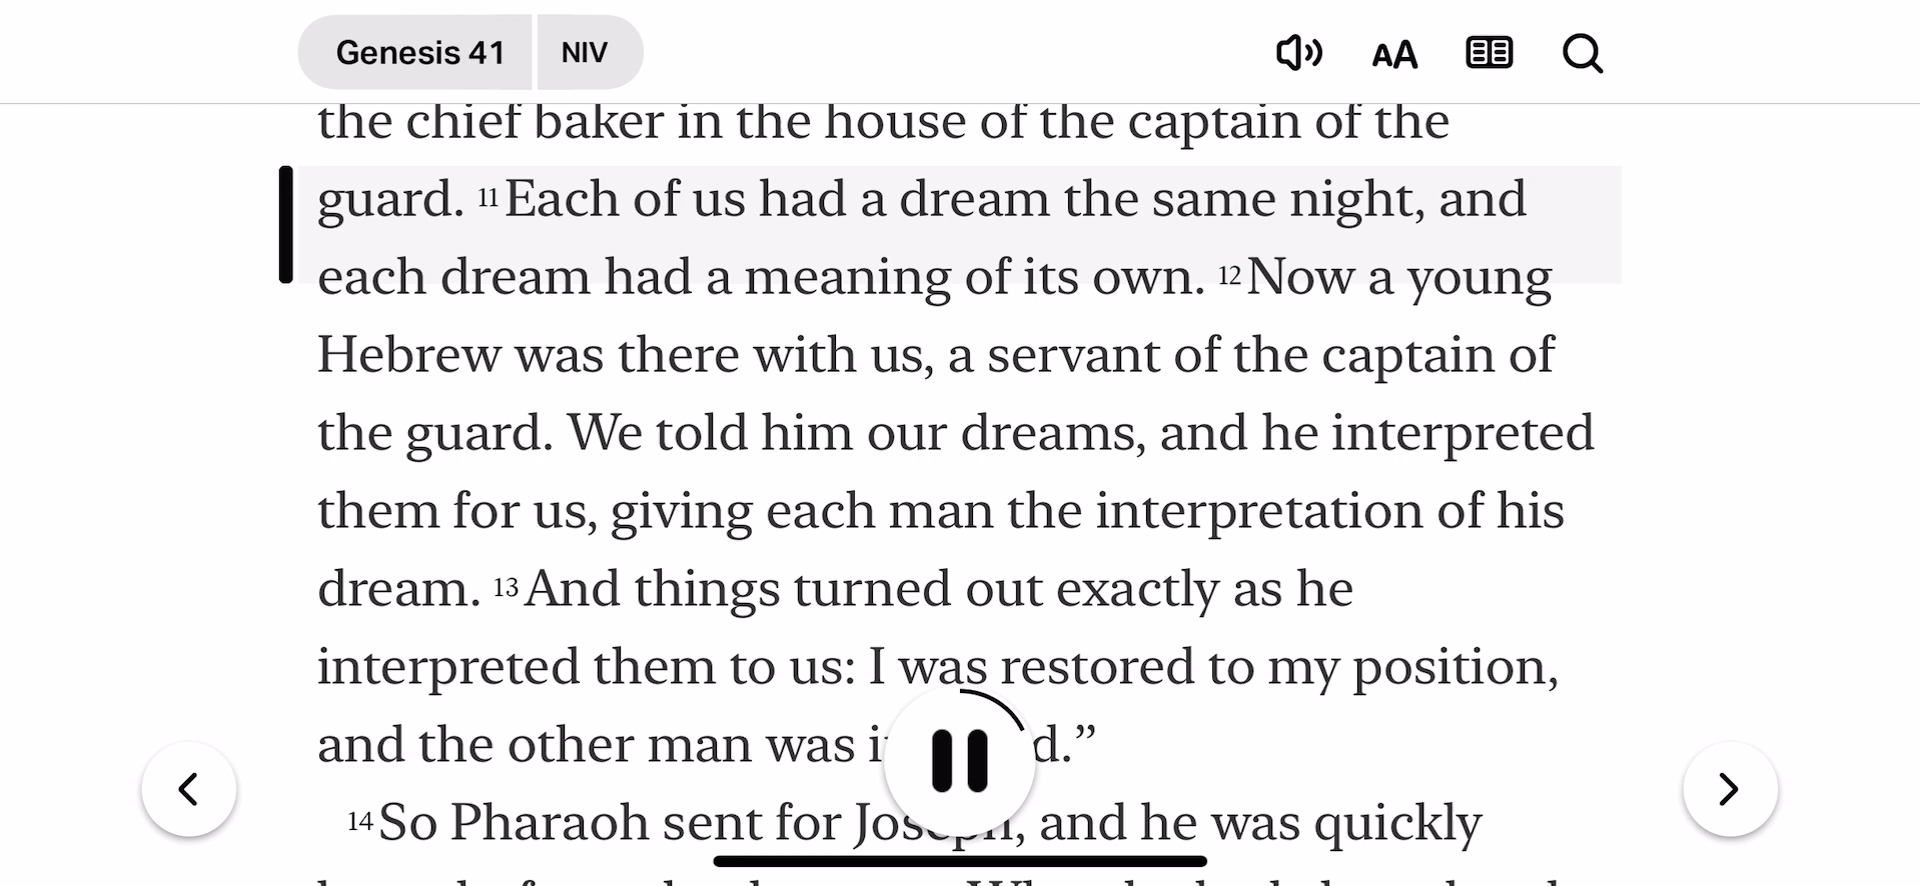 Genesis 41 NIV AA
the chief baker in the house of the captain of the
guard. 11 Each of us had a dream the same night, and
each dream had a meaning of its own. 12 Now a young
Hebrew was there with us, a servant of the captain of
the guard. We told him our dreams, and he interpreted
them for us, giving each man the interpretation of his
dream. 13 And things turned out exactly as he
interpreted them to us: I was restored to my position,
and the other man was
14 So Pharaoh sent for Joseph, and he was quickly